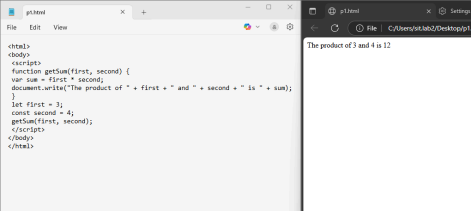 p1.html
File Edit View
<html>
<body>
<script>
function getSum(first, second) {
var sum = first * second;
document.write("The product of " + first + " and " + second + " is " + sum);
}
let first = 3;
const second = 4;
getSum(first, second);
</script>
</body>
</html>
p1.html
Settings
File C:/Users/sit.lab2/Desktop/p1.
The product of 3 and 4 is 12